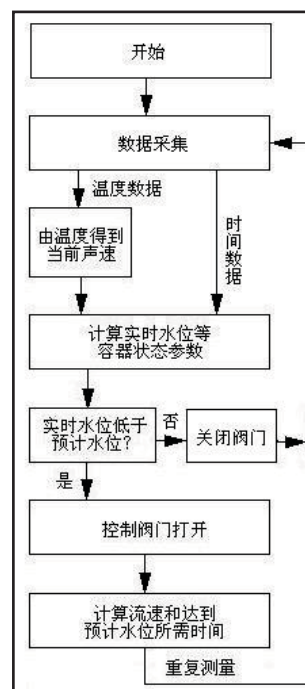 开始
数据采集
温度数据
由温度得到
当前声速
时间数据
计算实时水位等
容器状态参数
实时水位低于
预计水位?
否
关闭阀门
是
控制阀门打开
计算流速和达到
预计水位所需时间
重复测量